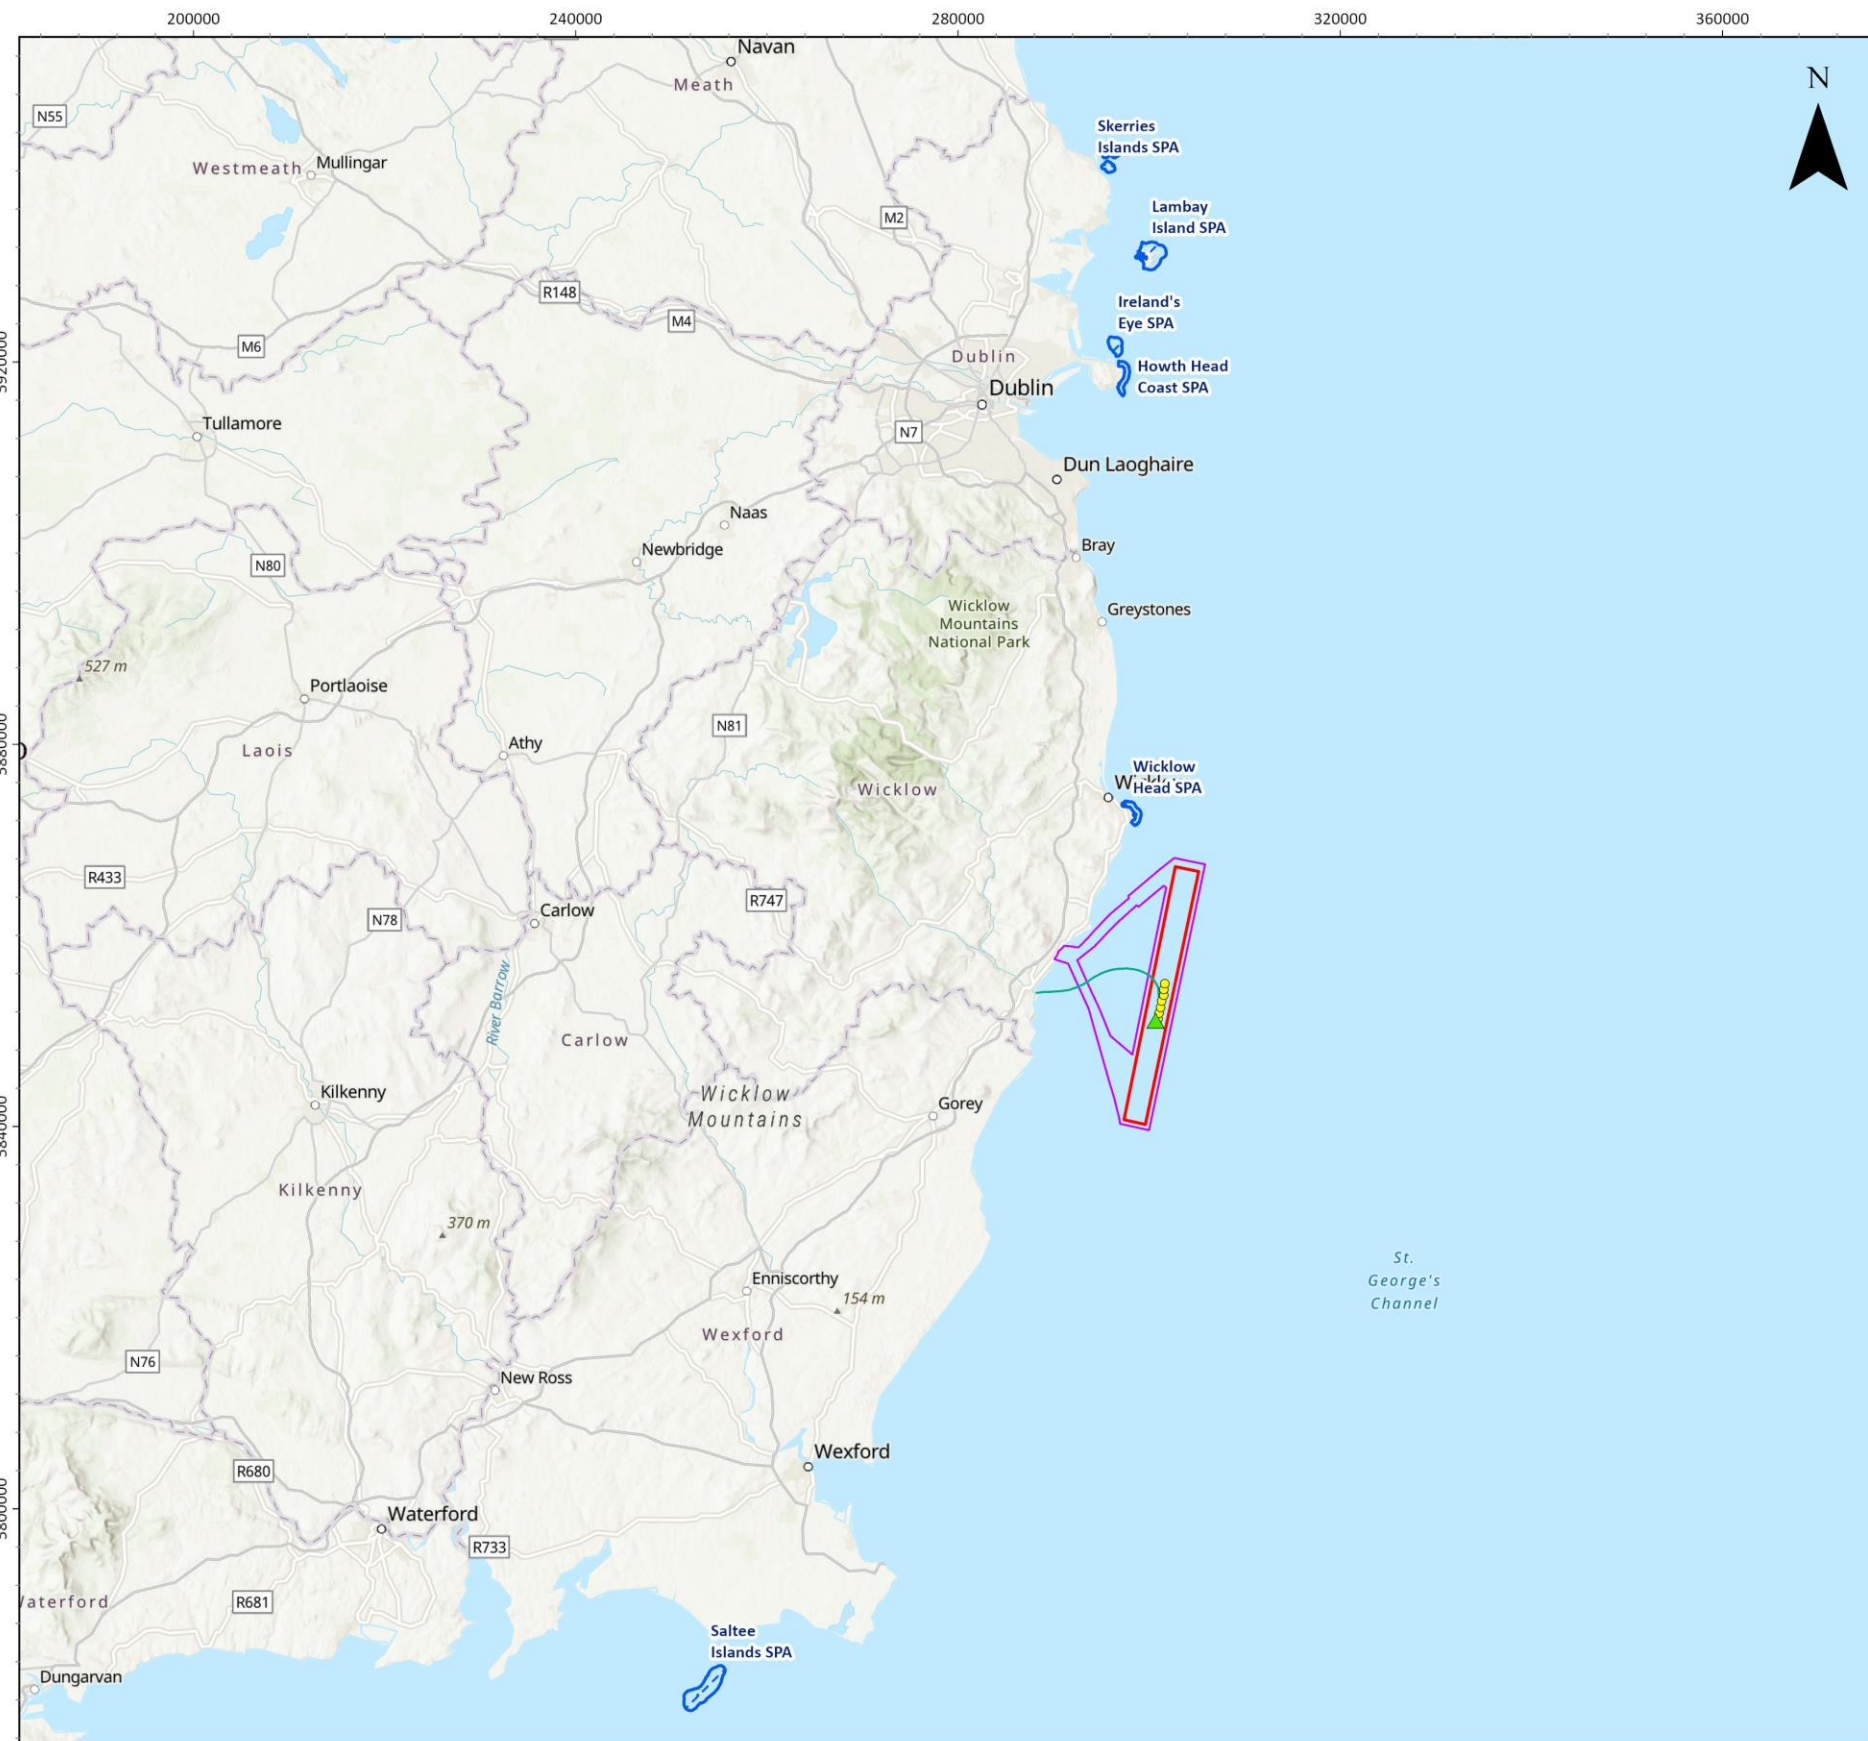 200000
240000
280000
320000
360000
N
Navan
Meath
N55
Skerries
Islands SPA
Westmeath
Mullingar
Lambay
Island SPA
M2
R148
Ireland's
Eye SPA
M4
M6
Dublin
Howth Head
Coast SPA
Dublin
Tullamore
N7
Dun Laoghaire
Naas
Newbridge
Bray
N80
Wicklow
Mountains
National Park
Greystones
527 m
Portlaoise
N81
Athy
Laois
Wicklow
Head SPA
Wicklow
R433
R747
Carlow
N78
River Barrow
Carlow
Kilkenny
Wicklow
Mountains
Gorey
Kilkenny
370 m
St.
George's
Channel
Enniscorthy
154 m
Wexford
N76
New Ross
Wexford
R680
Waterford
R733
R681
Saltee
Islands SPA
Dungarvan